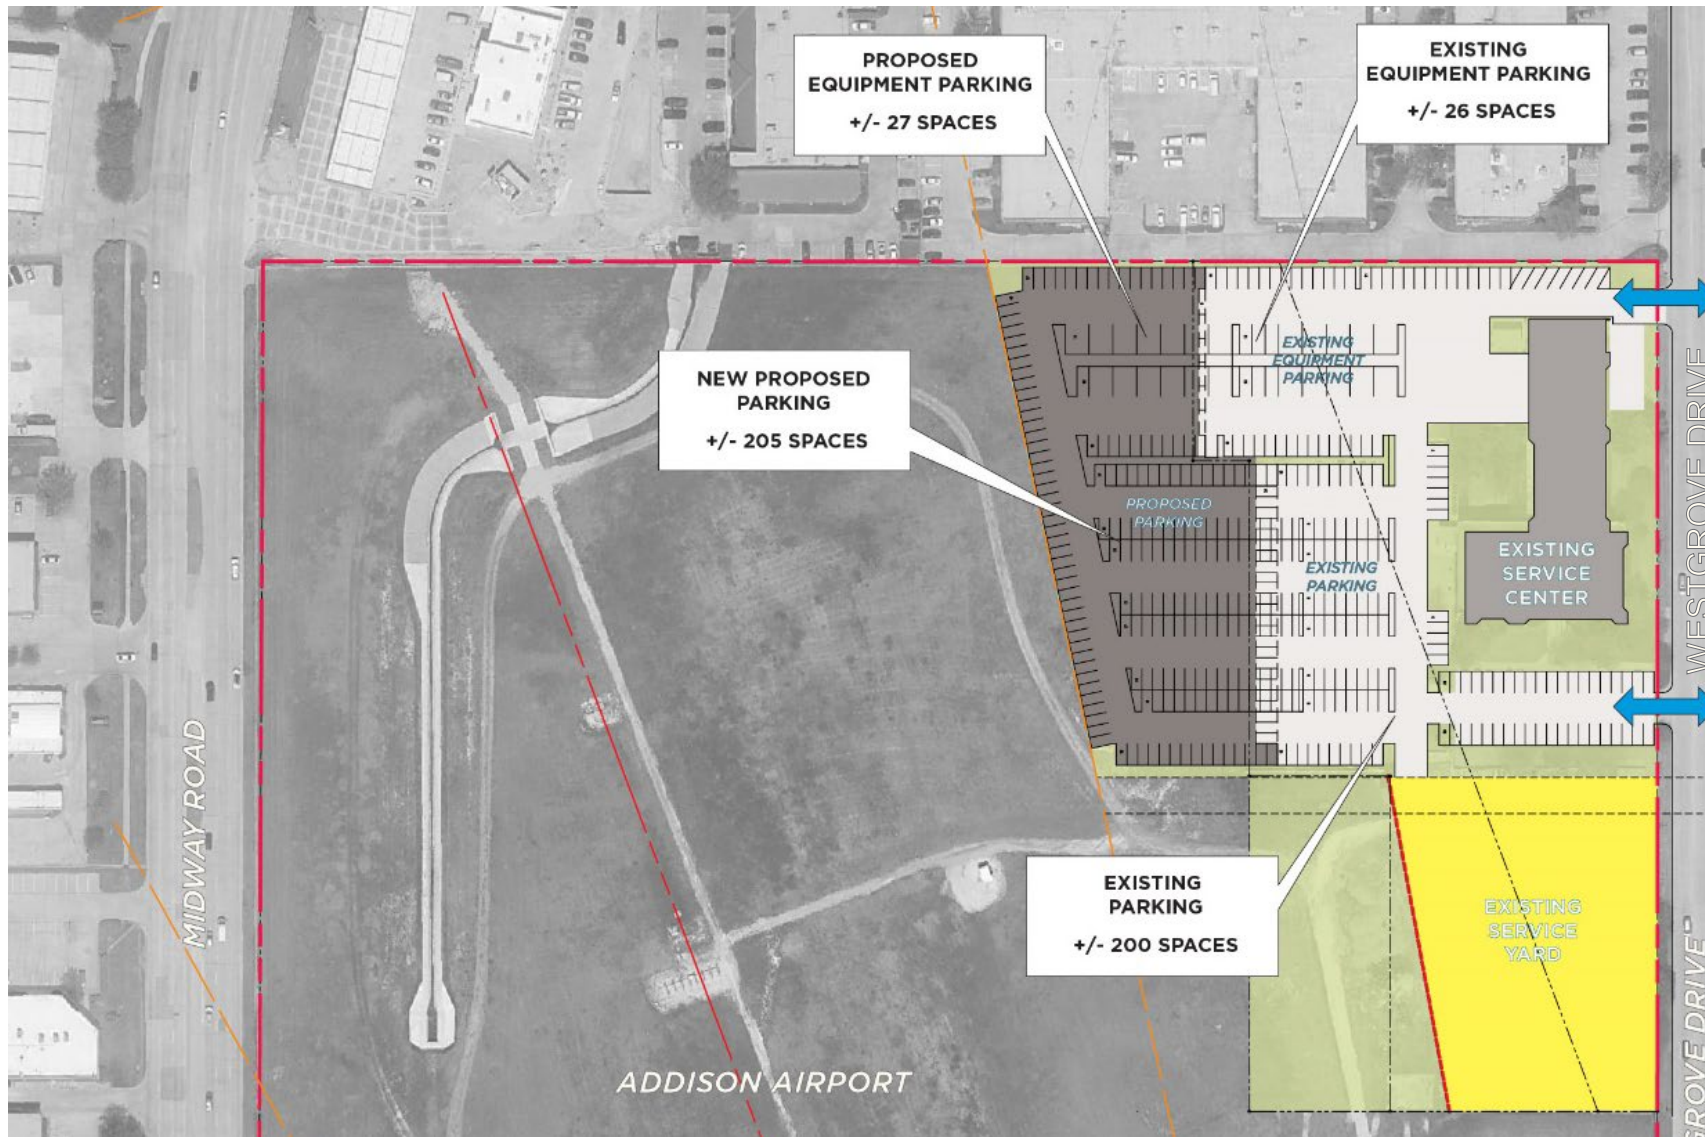 PROPOSED
EQUIPMENT PARKING
+/- 27 SPACES
EXISTING
EQUIPMENT PARKING
+/- 26 SPACES
NEW PROPOSED
PARKING
+/- 205 SPACES
EXISTING
EQUIPMENT
PARKING
PROPOSED
PARKING
EXISTING
PARKING
EXISTING
SERVICE
CENTER
WESTGROVE DRIVE
MIDWAY ROAD
EXISTING
PARKING
+/- 200 SPACES
EXISTING
SERVICE
YARD
ADDISON AIRPORT
GROVE DRIVE